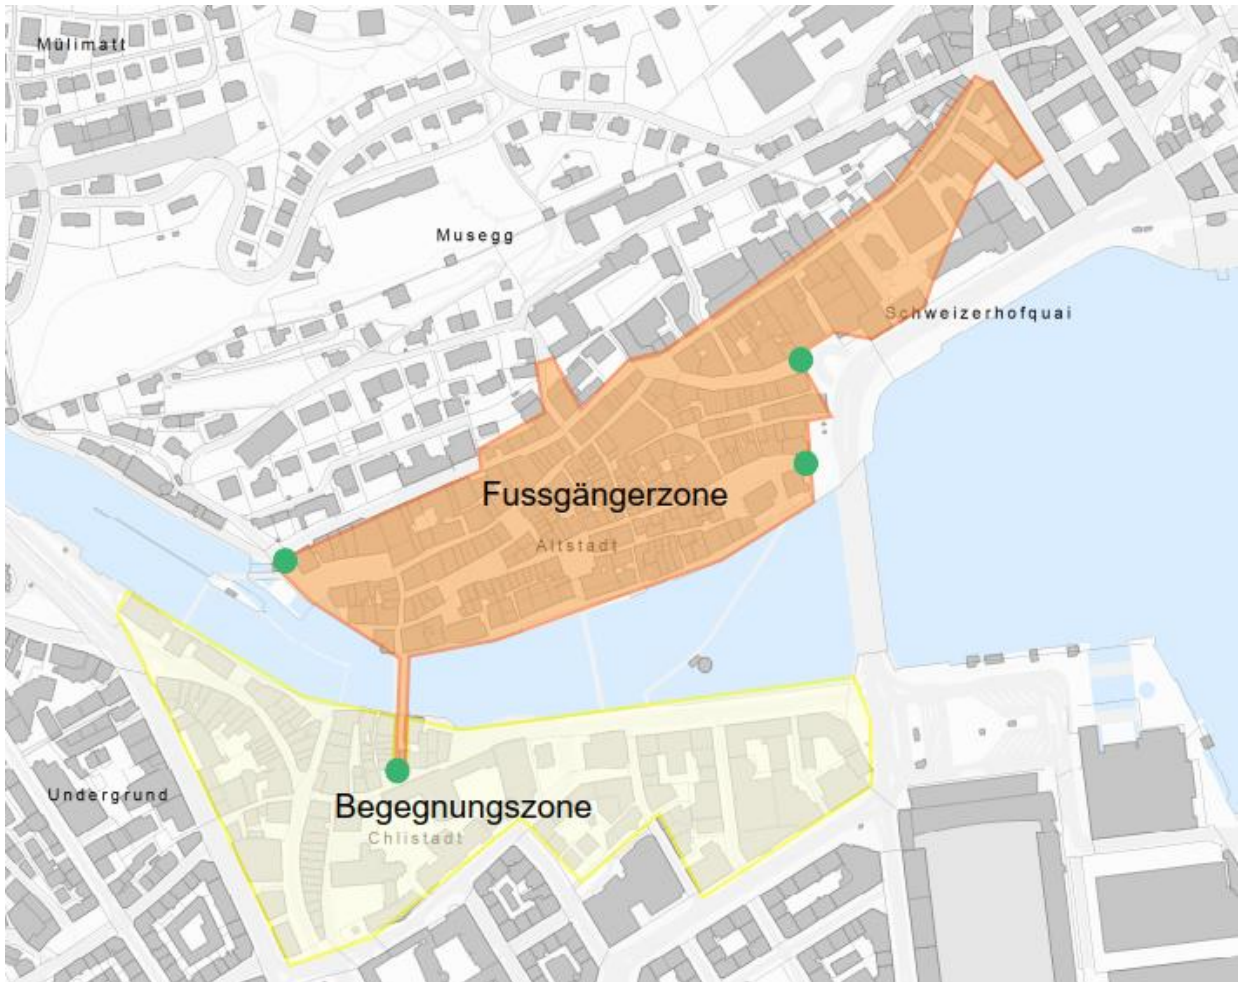 Mülimatt
Musegg
Schweizerhofquai
Fussgängerzone
Altstadt
Undergrund
Begegnungszone
Chlistadt